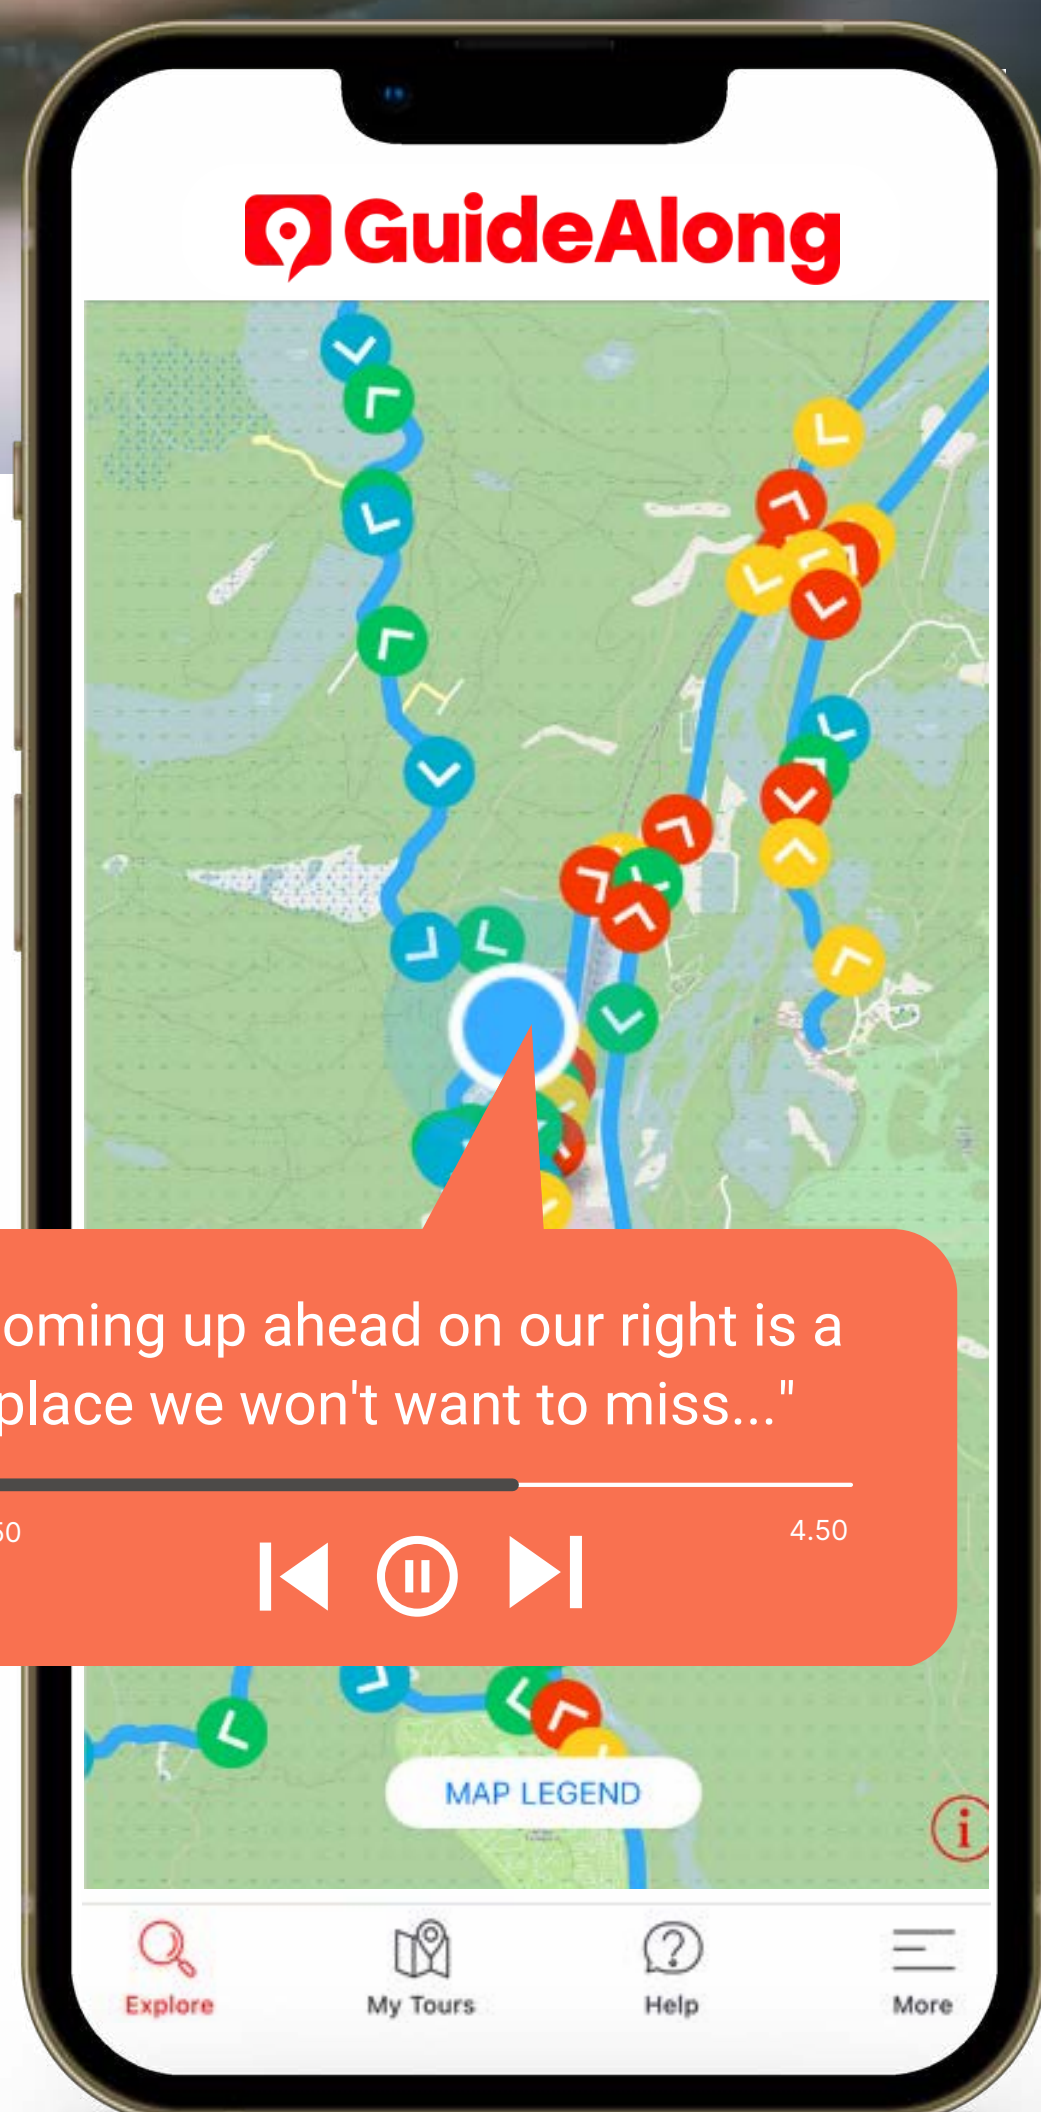 GuideAlong
oming up ahead on our right is a
place we won't want to miss..."
50
4.50
MAP LEGEND
i
Explore
My Tours
Help
More